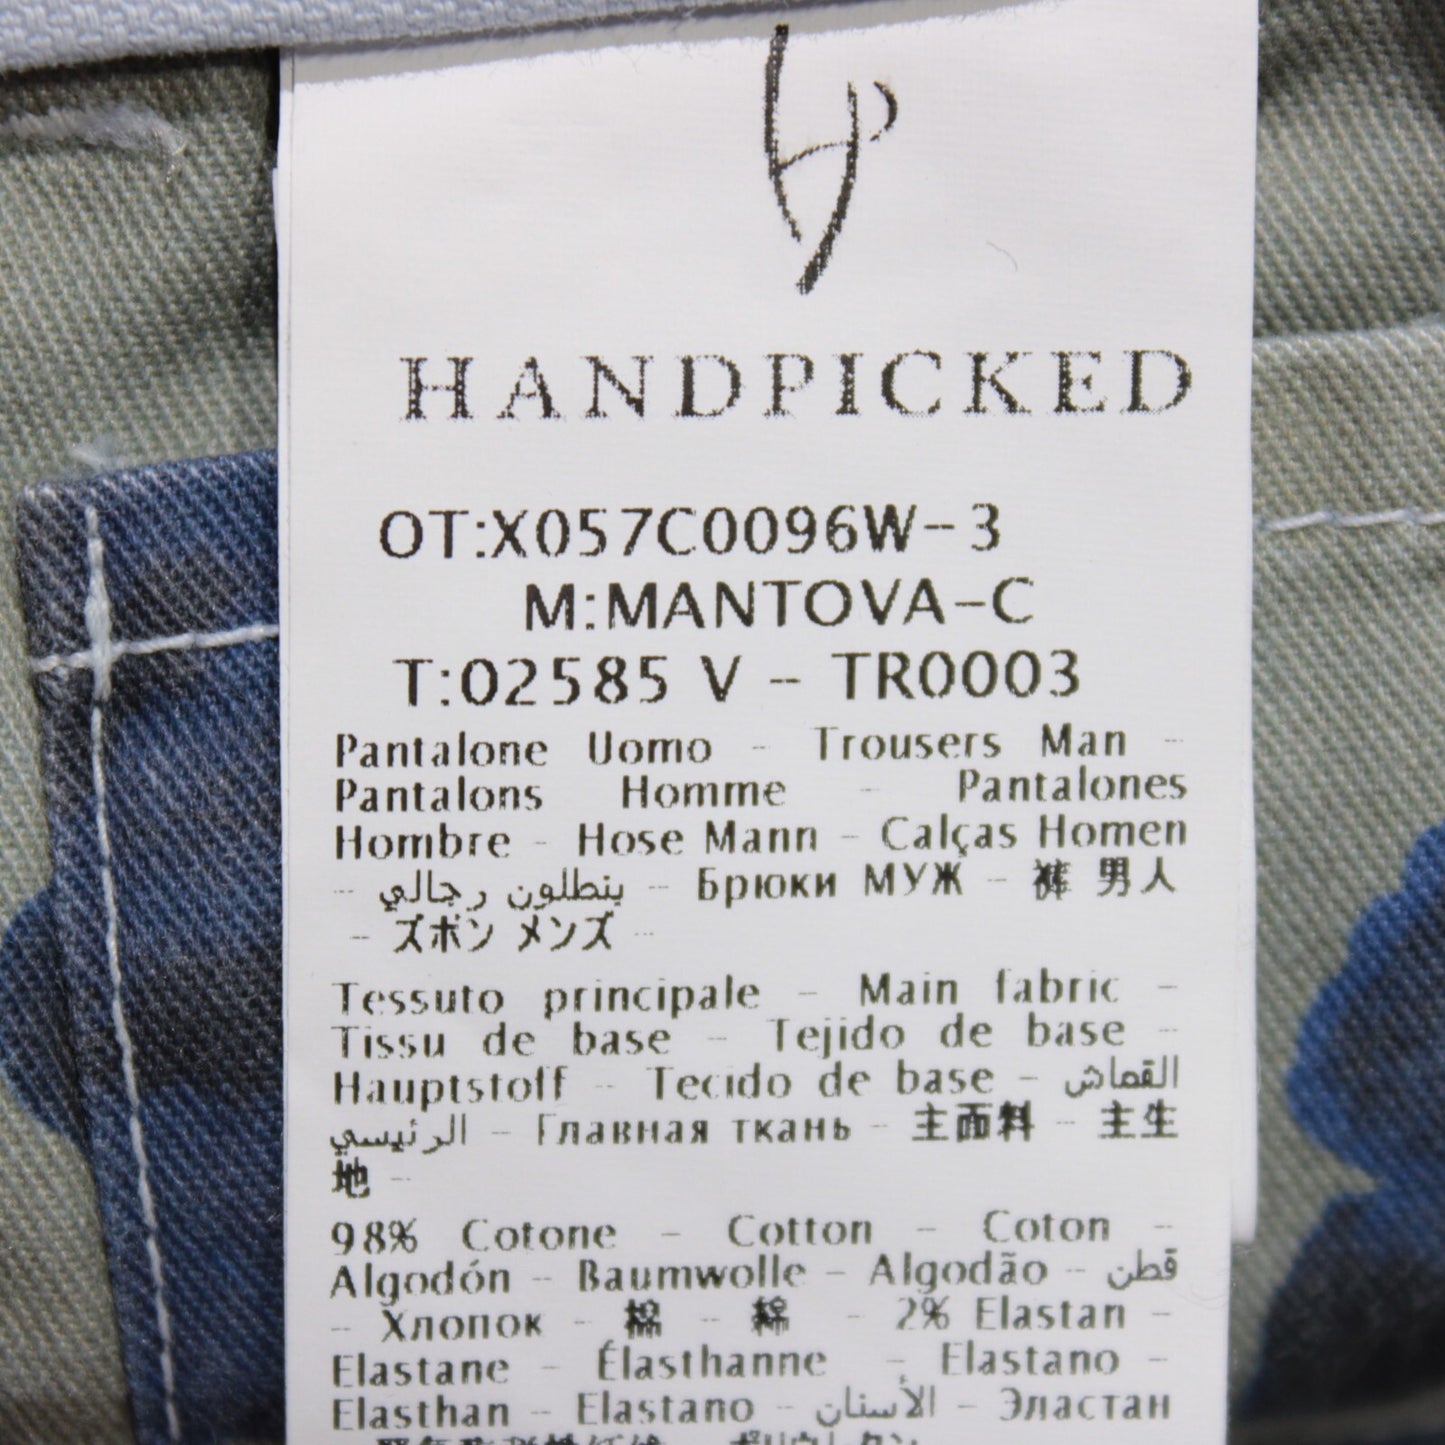 HANDPICKED
OT:X057C0096W-3
M:MANTOVA-C
T:02585 V - TR0003
Pantalone Uomo - Trousers Man -
Pantalons Homme - Pantalones
Hombre - Hose Mann - Calças Homen
- بنطلون رجالي - Брюки МУЖ - 裤 男人
- ズボン メンズ -
Tessuto principale - Main fabric -
Tissu de base - Tejido de base -
Hauptstoff - Tecido de base - القماش
الرئيسي - Главная ткань - 主面料 - 主生
地 -
98% Cotone - Cotton - Coton -
Algodón - Baumwolle - Algodão - قطن
- Хлопок - 棉 - 綿 - 2% Elastan -
Elastane - Élasthanne - Elastano -
Elasthan - Elastano - الأسنان - Эластан